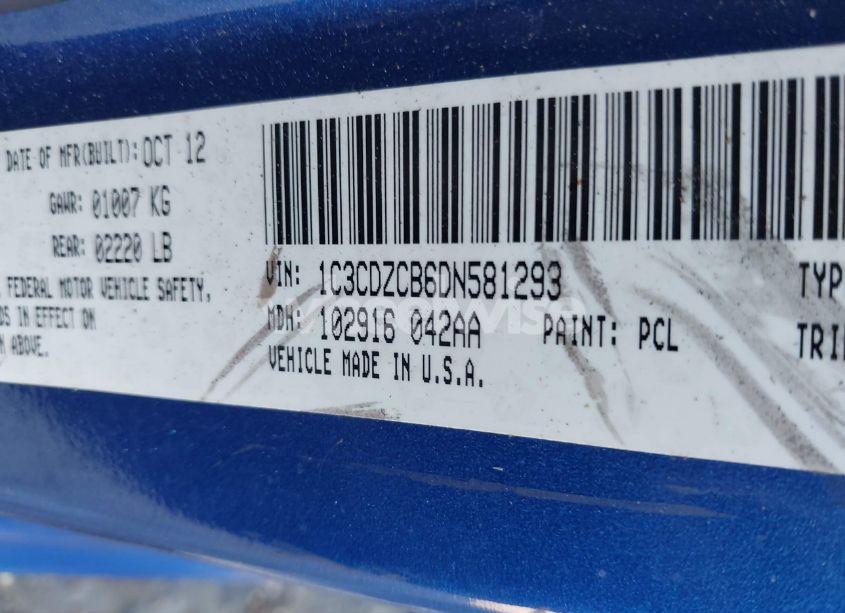 DATE OF MFR(BUILT): OCT 12
GAWR: 01007 KG
REAR: 02220 LB
FEDERAL MOTOR VEHICLE SAFETY,
IN EFFECT ON
ABOVE.
VIN: 1C3CDZCB6DN581293
MDH: 102916 042AA PAINT: PCL
VEHICLE MADE IN U.S.A.
TYP
TRI